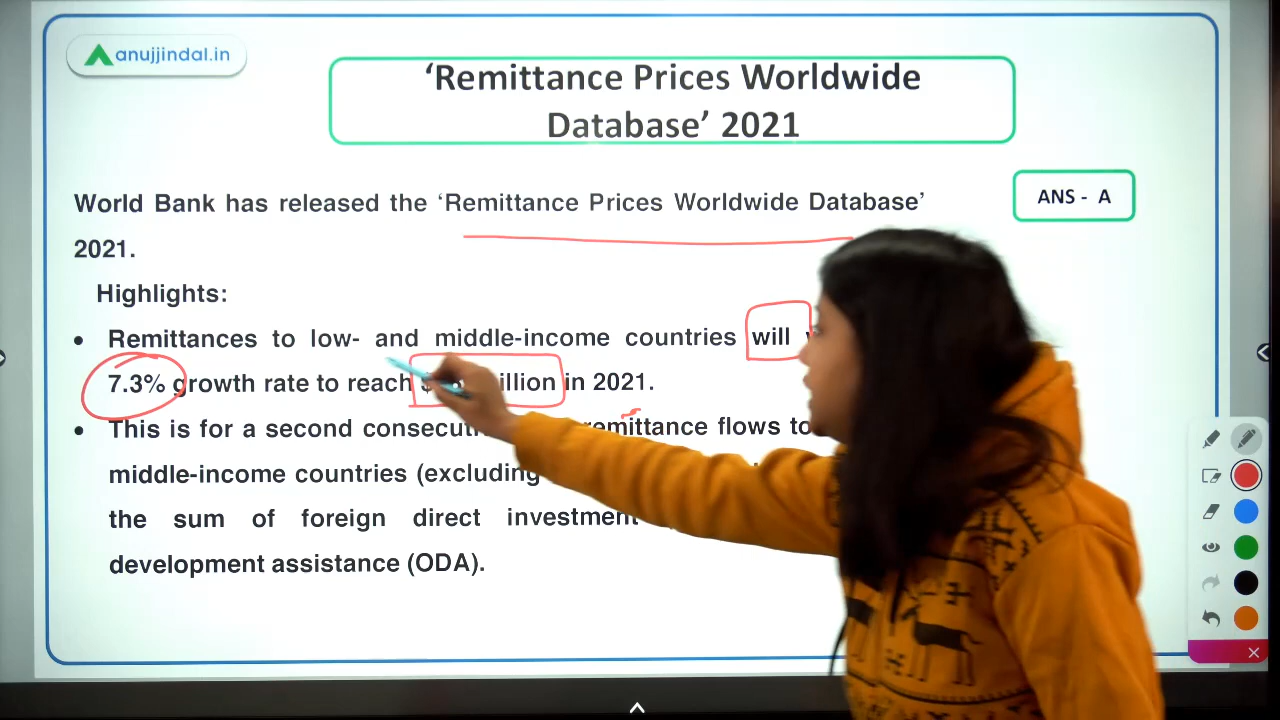 anujjindal.in
‘Remittance Prices Worldwide
Database’ 2021
World Bank has released the ‘Remittance Prices Worldwide Database’
ANS - A
2021.
Highlights:
Remittances to low- and middle-income countries will
7.3% growth rate to reach in 2021.
This is for a second remittance flows to
middle-income countries (excluding
the sum of foreign direct investment
development assistance (ODA).